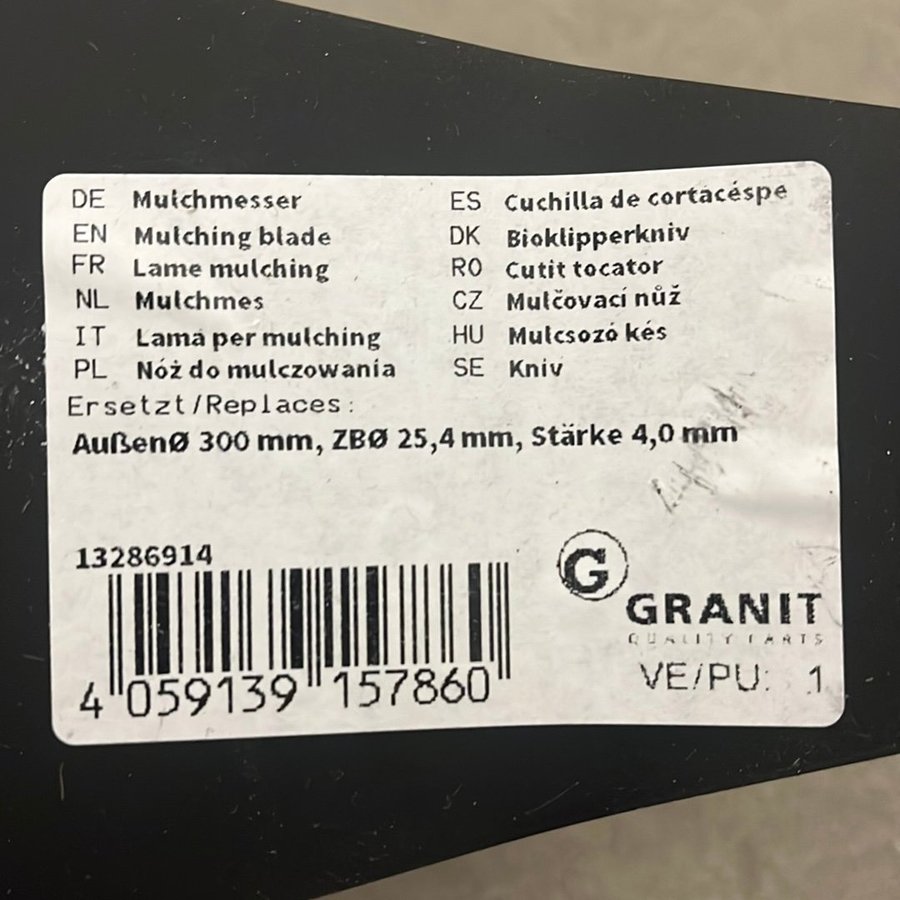 DE Mulchmesser
EN Mulching blade
FR Lame mulching
NL Mulchmes
IT Lama per mulching
PL Nóż do mulczowania
ES Cuchilla de cortacéspe
DK Bioklipperkniv
RO Cutit tocator
CZ Mulčovací nůž
HU Mulcsozó kés
SE Kniv
Ersetzt/Replaces:
AußenØ 300 mm, ZBØ 25,4 mm, Stärke 4,0 mm
13286914
4 059139 157860
G
GRANIT
QUALITY PARTS
VE/PU: 1